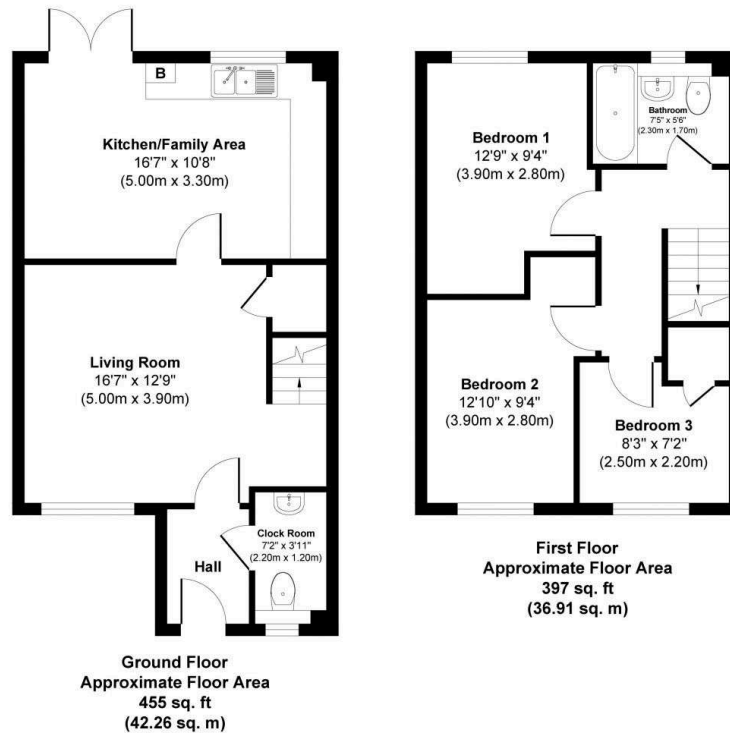 B
Kitchen/Family Area
16'7" x 10'8"
(5.00m x 3.30m)
Living Room
16'7" x 12'9"
(5.00m x 3.90m)
Clock Room
7'2" x 3'11"
(2.20m x 1.20m)
Hall
Ground Floor
Approximate Floor Area
455 sq. ft
(42.26 sq. m)
Bedroom 1
12'9" x 9'4"
(3.90m x 2.80m)
Bathroom
7'5" x 5'6"
(2.30m x 1.70m)
Bedroom 2
12'10" x 9'4"
(3.90m x 2.80m)
Bedroom 3
8'3" x 7'2"
(2.50m x 2.20m)
First Floor
Approximate Floor Area
397 sq. ft
(36.91 sq. m)